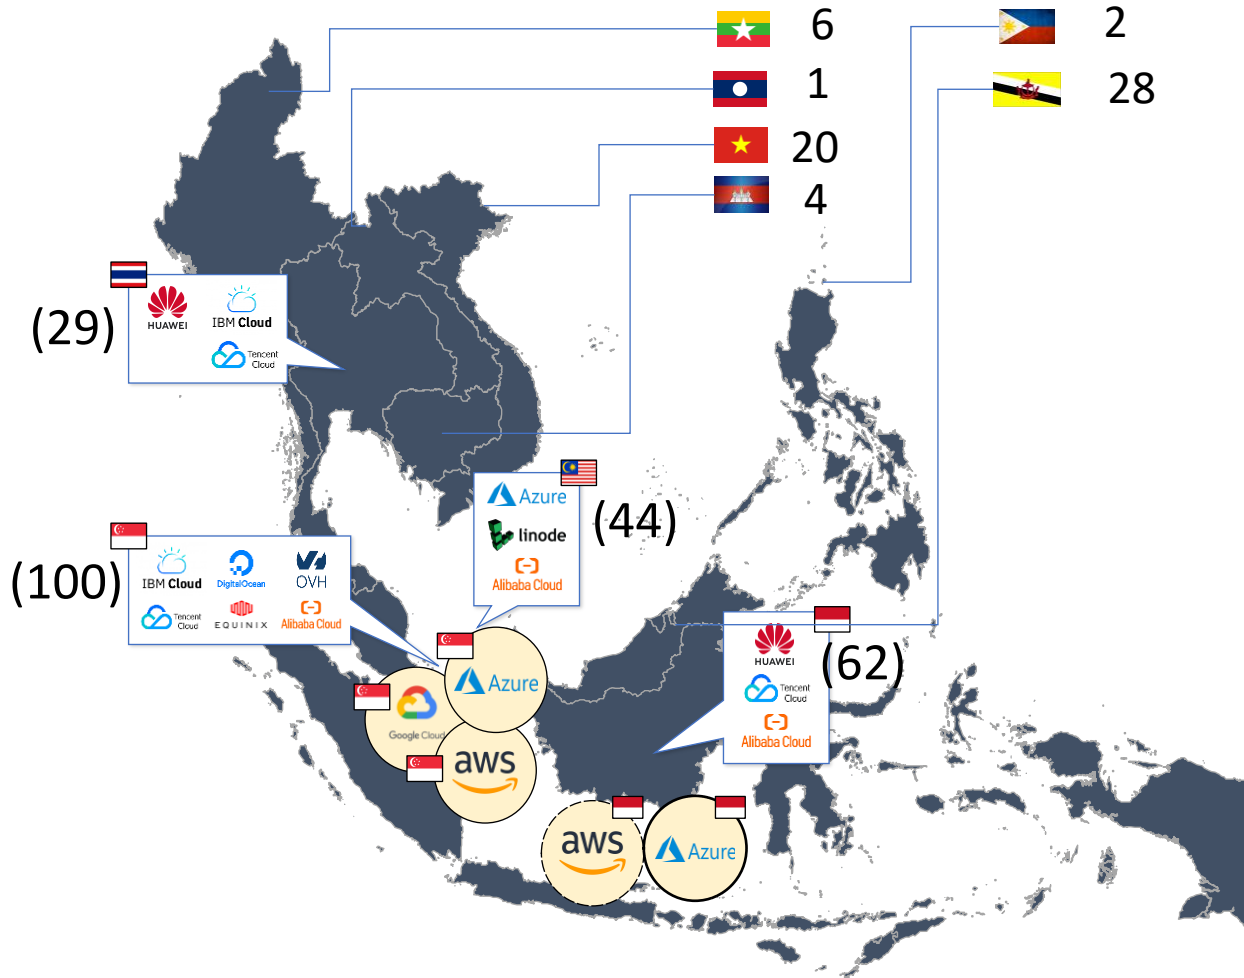 6
2
1
28
20
4
(29)
HUAWEI
IBM Cloud
Tencent
Cloud
Azure
linode
Alibaba Cloud
(44)
(100)
IBM Cloud
DigitalOcean
OVH
Tencent
Cloud
EQUINIX
Alibaba Cloud
HUAWEI
Tencent
Cloud
Alibaba Cloud
(62)
Azure
Google Cloud
aws
aws
Azure